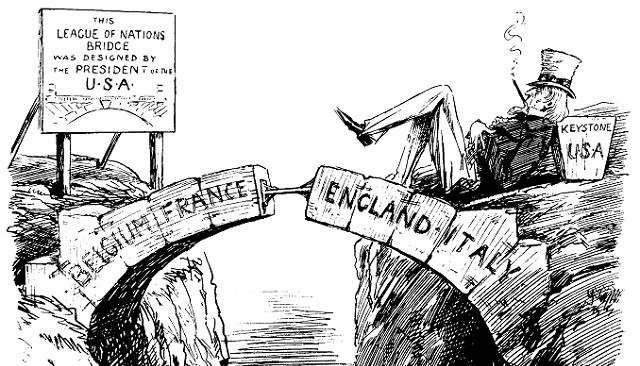 THIS
LEAGUE OF NATIONS
BRIDGE
WAS DESIGNED BY
THE PRESIDENT OF THE
U.S.A.
KEYSTONE
USA
BELGIUM FRANCE
ENGLAND. ITALY